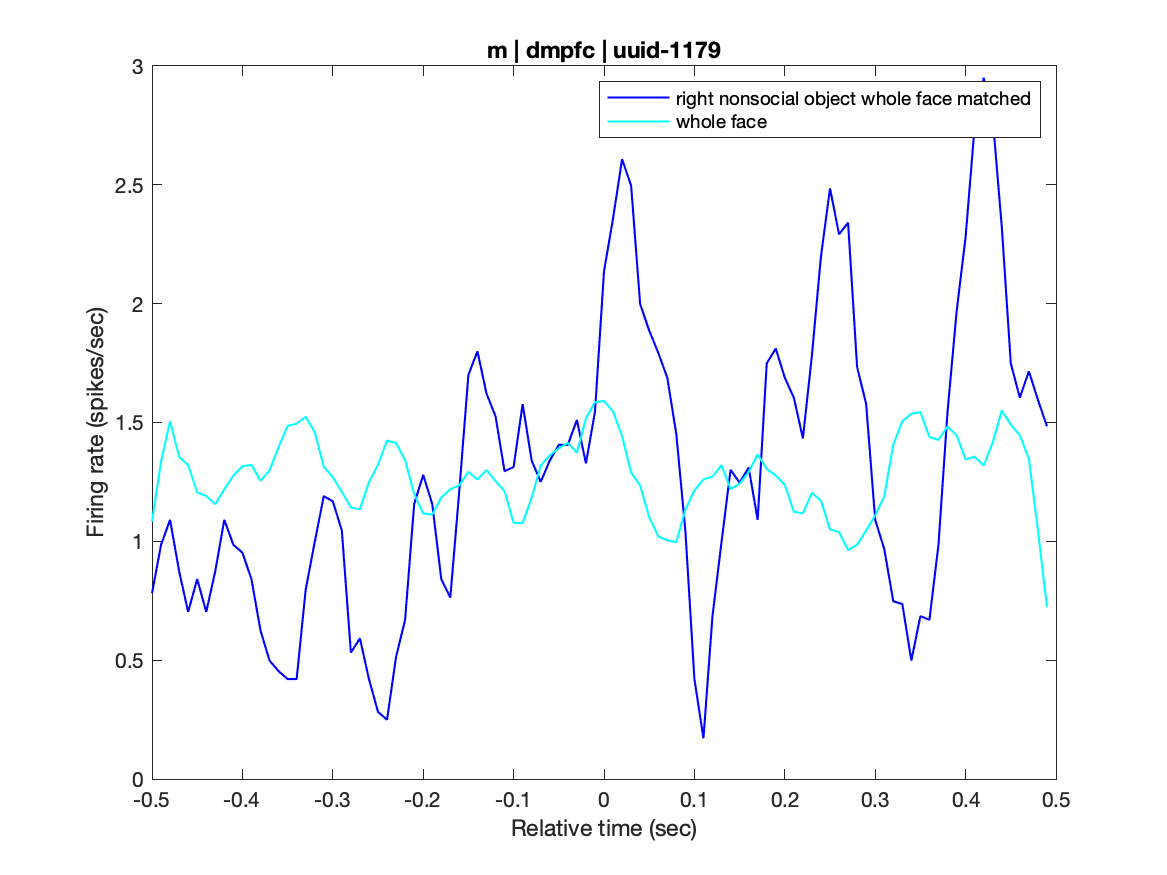 m | dmpfc | uuid-1179
right nonsocial object whole face matched
whole face
Firing rate (spikes/sec)
3
2.5
2
1.5
1
0.5
0
-0.5 -0.4 -0.3 -0.2 -0.1 0 0.1 0.2 0.3 0.4 0.5
Relative time (sec)